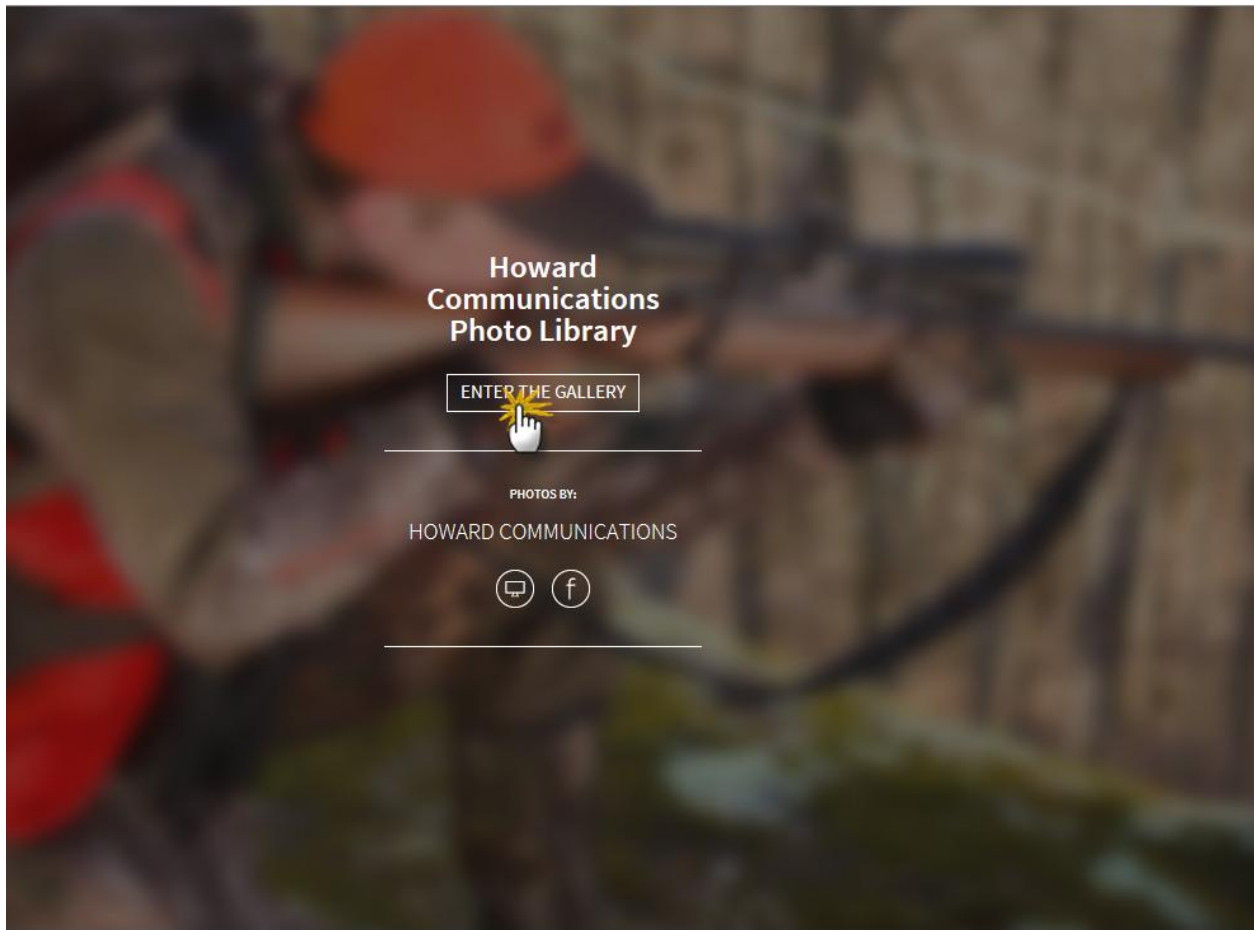 Howard
Communications
Photo Library
ENTER THE GALLERY
PHOTOS BY:
HOWARD COMMUNICATIONS
f